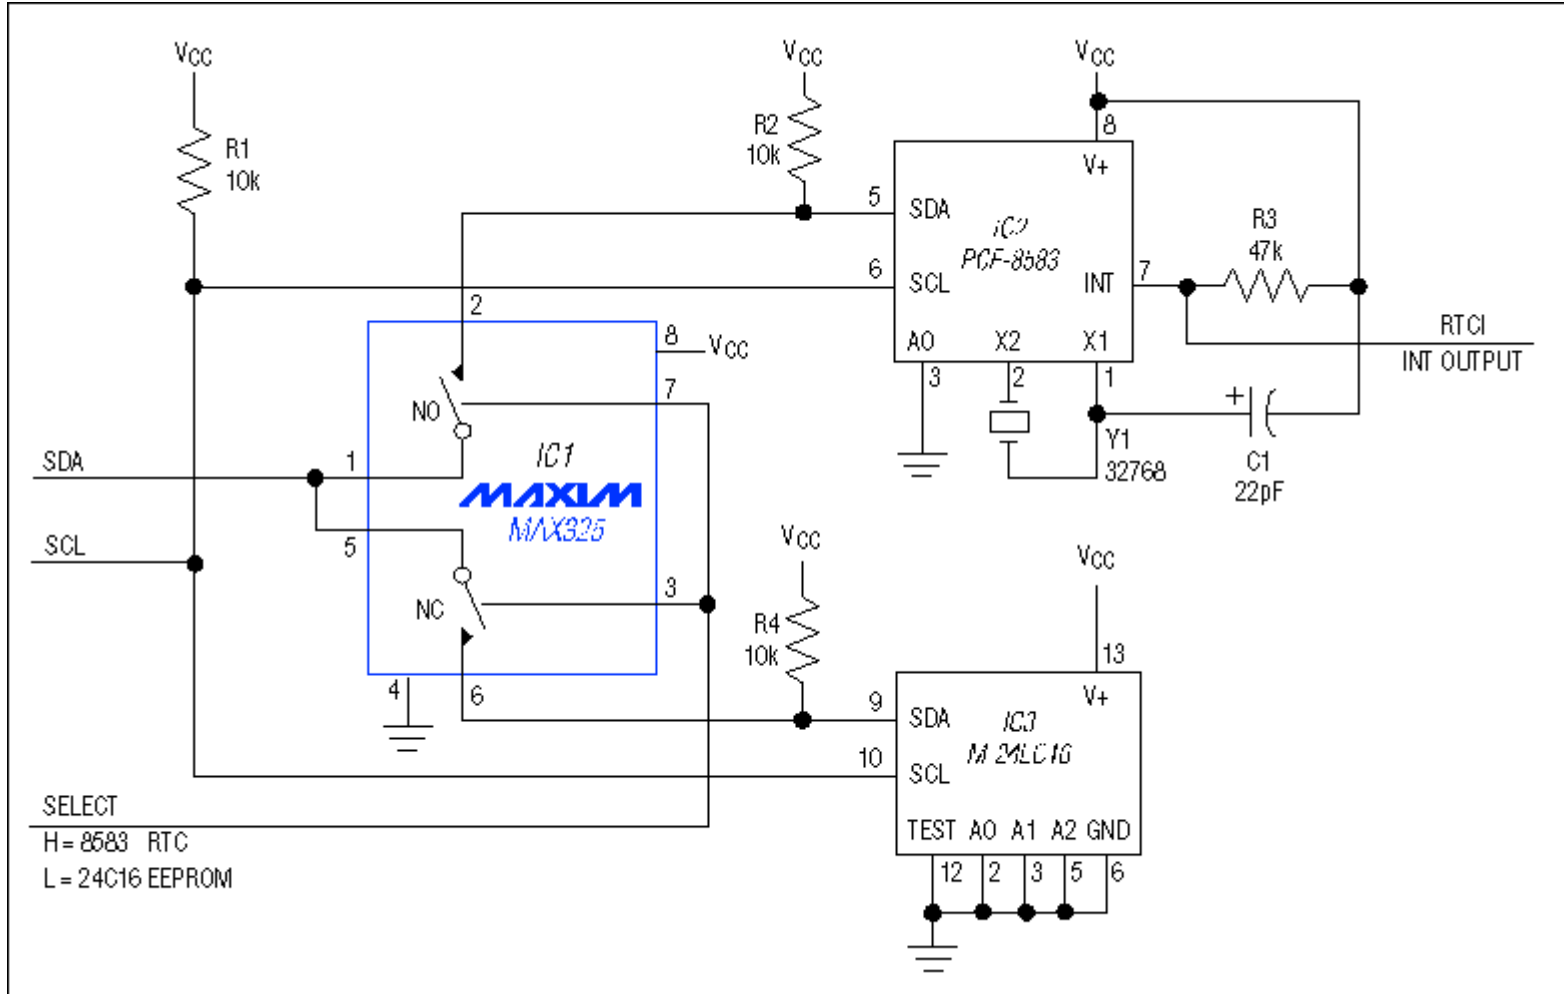 VCC
VCC
VCC
R1
10k
R2
10k
8
V+
5
SDA
IC2
PCF-8583
R3
47k
6
SCL
INT
7
2
8
VCC
A0
X2
X1
RTCI
INT OUTPUT
3
2
1
7
NO
SDA
1
IC1
MAXIM
MAX325
Y1
32768
+
C1
22pF
SCL
5
VCC
VCC
NC
3
R4
10k
13
V+
4
6
9
SDA
IC3
M-24LC16
10
SCL
SELECT
H = 8583 RTC
L = 24C16 EEPROM
TEST A0 A1 A2 GND
12 2 3 5 6